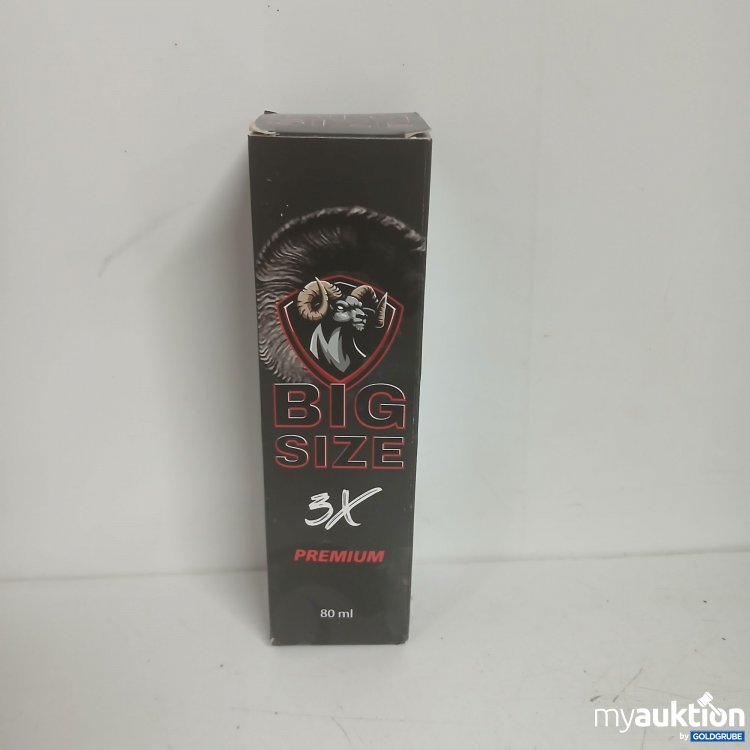 BIG
SIZE
3X
PREMIUM
80 ml
myauktion
by GOLDGRUBE